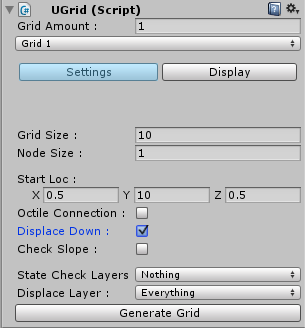 UGrid (Script)
Grid Amount : 1
Grid 1
Settings Display
Grid Size : 10
Node Size : 1
Start Loc :
X 0.5 Y 10 Z 0.5
Octile Connection :
Displace Down :
Check Slope :
State Check Layers Nothing
Displace Layer : Everything
Generate Grid